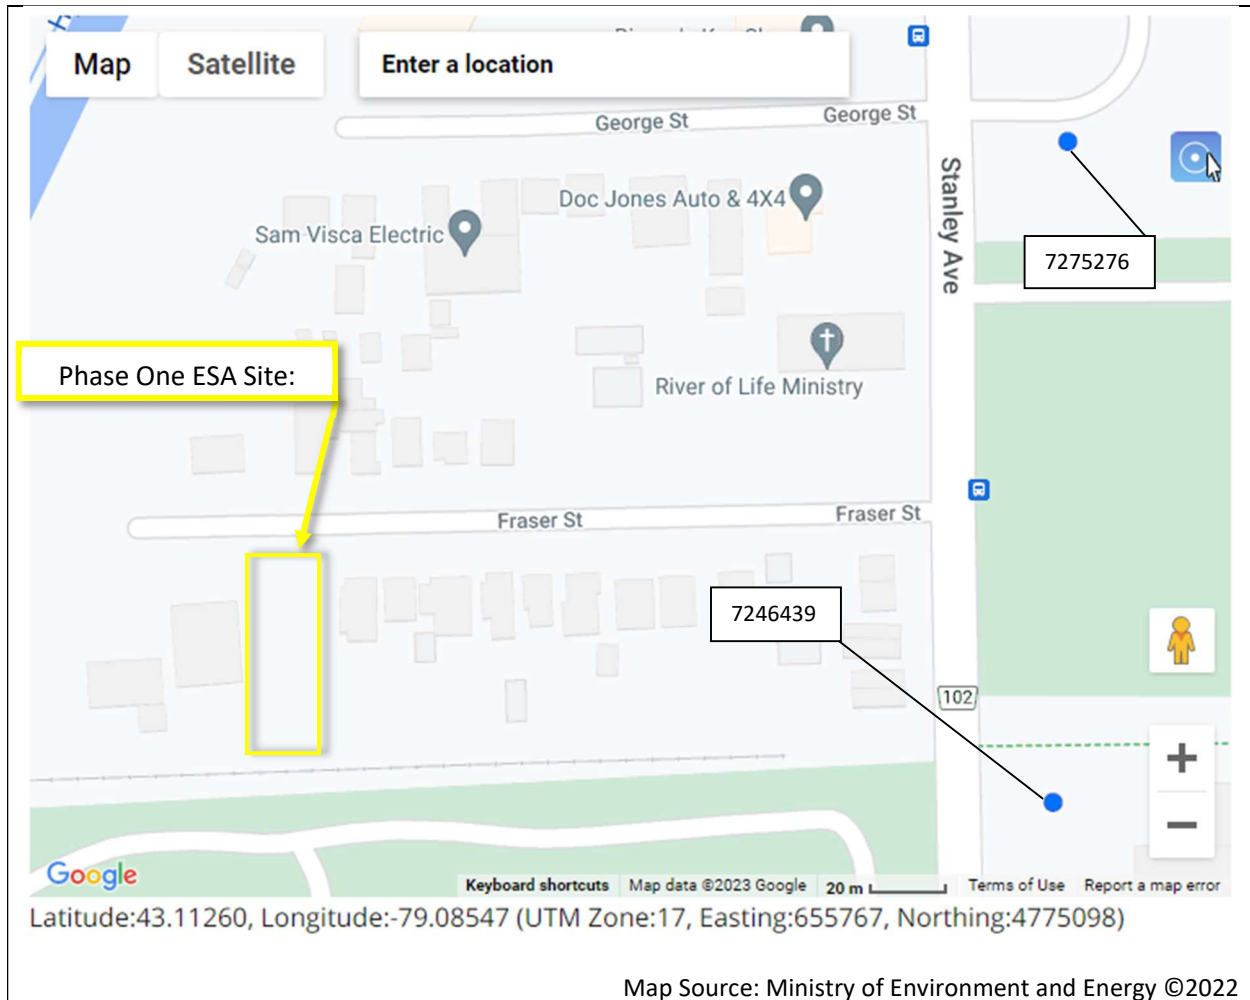 Map
Satellite
Enter a location
George St
George St
Stanley Ave
Doc Jones Auto & 4X4
Sam Visca Electric
7275276
Phase One ESA Site:
River of Life Ministry
Fraser St
Fraser St
7246439
102
Google
Keyboard shortcuts
Map data ©2023 Google
20 m
Terms of Use
Report a map error
Latitude:43.11260, Longitude:-79.08547 (UTM Zone:17, Easting:655767, Northing:4775098)
Map Source: Ministry of Environment and Energy ©2022